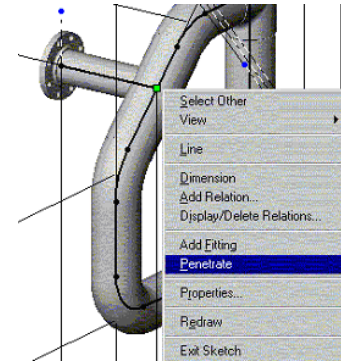 Select Other
View
Line
Dimension
Add Relation...
Display/Delete Relations...
Add Fitting
Penetrate
Properties...
Redraw
Exit Sketch